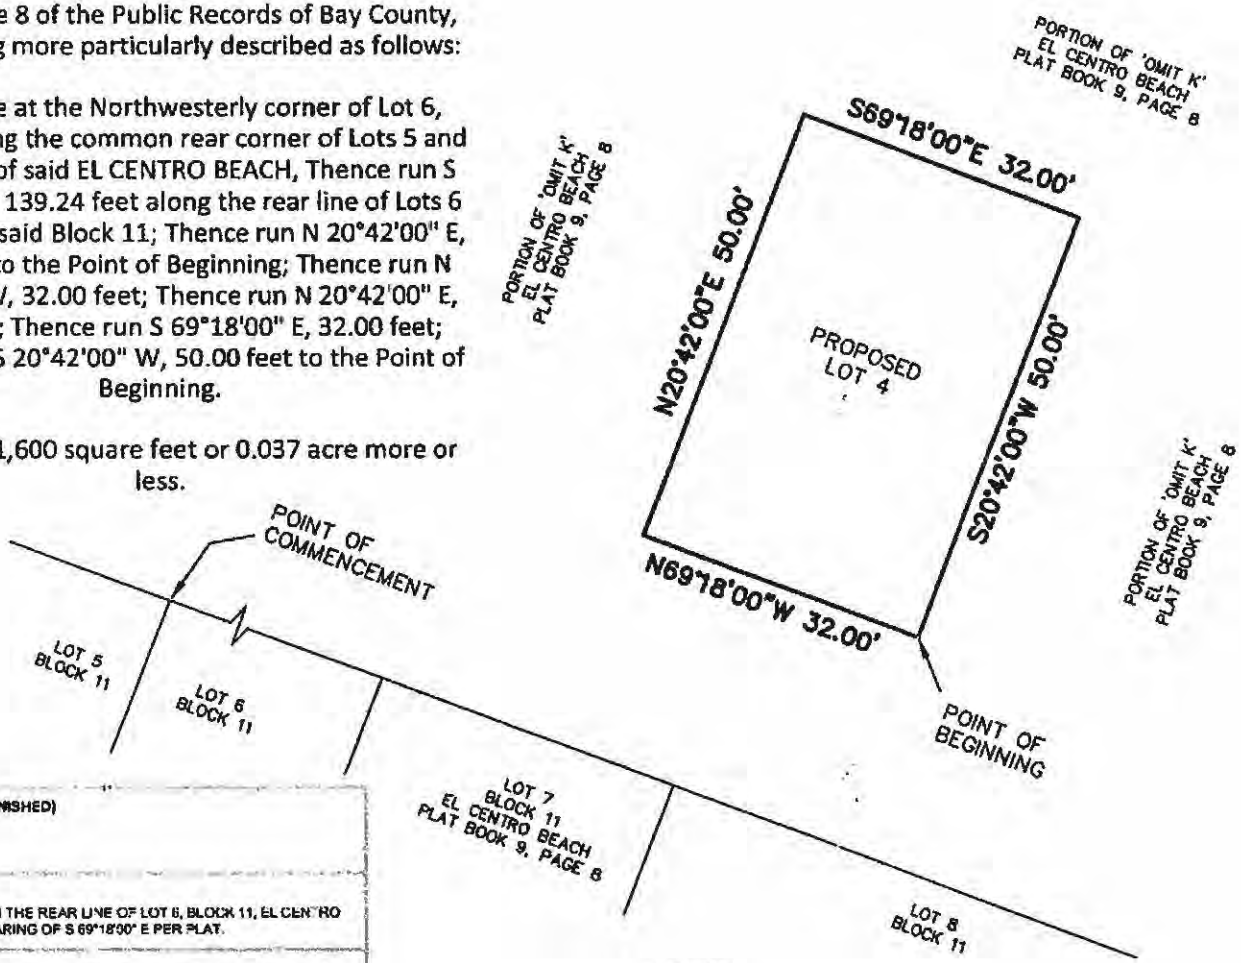 e 8 of the Public Records of Bay County,
g more particularly described as follows:
e at the Northwesterly corner of Lot 6,
ng the common rear corner of Lots 5 and
of said EL CENTRO BEACH, Thence run S
139.24 feet along the rear line of Lots 6
said Block 11; Thence run N 20°42'00" E,
to the Point of Beginning; Thence run N
/, 32.00 feet; Thence run N 20°42'00" E,
; Thence run S 69°18'00" E, 32.00 feet;
S 20°42'00" W, 50.00 feet to the Point of
Beginning.
1,600 square feet or 0.037 acre more or
less.
PORTION OF 'OMIT K'
EL CENTRO BEACH
PLAT BOOK 9, PAGE 8
PORTION OF 'OMIT K'
EL CENTRO BEACH
PLAT BOOK 9, PAGE 8
S69°18'00"E 32.00'
N20°42'00"E 50.00'
PROPOSED
LOT 4
S20°42'00"W 50.00'
N69°18'00"W 32.00'
PORTION OF 'OMIT K'
EL CENTRO BEACH
PLAT BOOK 9, PAGE 8
POINT OF
COMMENCEMENT
POINT OF
BEGINNING
LOT 5
BLOCK 11
LOT 6
BLOCK 11
LOT 7
BLOCK 11
EL CENTRO BEACH
PLAT BOOK 9, PAGE 8
LOT 8
BLOCK 11
NISHED)
THE REAR LINE OF LOT 6, BLOCK 11, EL CENTRO
ARING OF S 69°18'00" E PER PLAT.